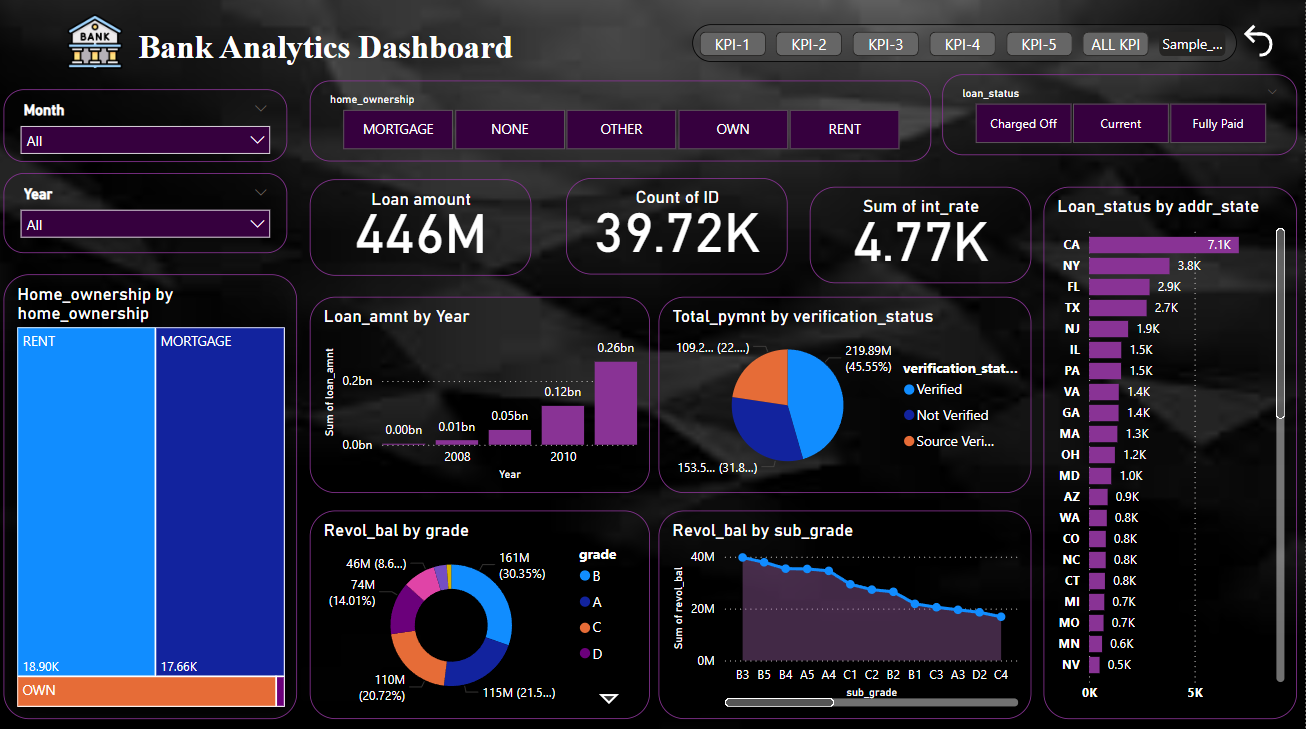 BANK
Bank Analytics Dashboard
KPI-1
KPI-2
KPI-3
KPI-4
KPI-5
ALL KPI
Sample_...
Month
All
Year
All
home_ownership
MORTGAGE
NONE
OTHER
OWN
RENT
loan_status
Charged Off
Current
Fully Paid
Loan amount
446M
Count of ID
39.72K
Sum of int_rate
4.77K
Home_ownership by
home_ownership
RENT
MORTGAGE
18.90K
17.66K
OWN
Loan_amnt by Year
Sum of loan_amnt
0.2bn
0.0bn
0.00bn
0.01bn
0.05bn
0.12bn
0.26bn
2008
2010
Year
Total_pymnt by verification_status
109.2... (22....)
219.89M
(45.55%)
153.5... (31.8...)
verification_stat...
Verified
Not Verified
Source Veri...
Revol_bal by grade
46M (8.6...)
74M
(14.01%)
110M
(20.72%)
161M
(30.35%)
115M (21.5...)
grade
B
A
C
D
Revol_bal by sub_grade
Sum of revol_bal
40M
20M
0M
B3 B5 B4 A5 A4 C1 C2 B2 B1 C3 A3 D2 C4
sub_grade
Loan_status by addr_state
CA 7.1K
NY 3.8K
FL 2.9K
TX 2.7K
NJ 1.9K
IL 1.5K
PA 1.5K
VA 1.4K
GA 1.4K
MA 1.3K
OH 1.2K
MD 1.0K
AZ 0.9K
WA 0.8K
CO 0.8K
NC 0.8K
CT 0.8K
MI 0.7K
MO 0.7K
MN 0.6K
NV 0.5K
0K 5K